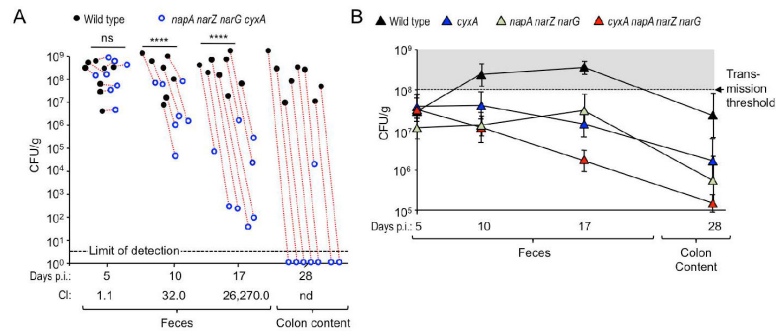 A
Wild type
napA narZ narG cyxA
ns
****
****
CFU/g
10⁹
10⁸
10⁷
10⁶
10⁵
10⁴
10³
10²
10¹
10⁰
Limit of detection
Days p.i.:
5
10
17
28
CI:
1.1
32.0
26,270.0
nd
Feces
Colon content
B
Wild type
cyxA
napA narZ narG
cyxA napA narZ narG
CFU/g
10⁹
10⁸
10⁷
10⁶
10⁵
Trans-
mission
threshold
Days p.i.:
5
10
17
28
Feces
Colon
Content